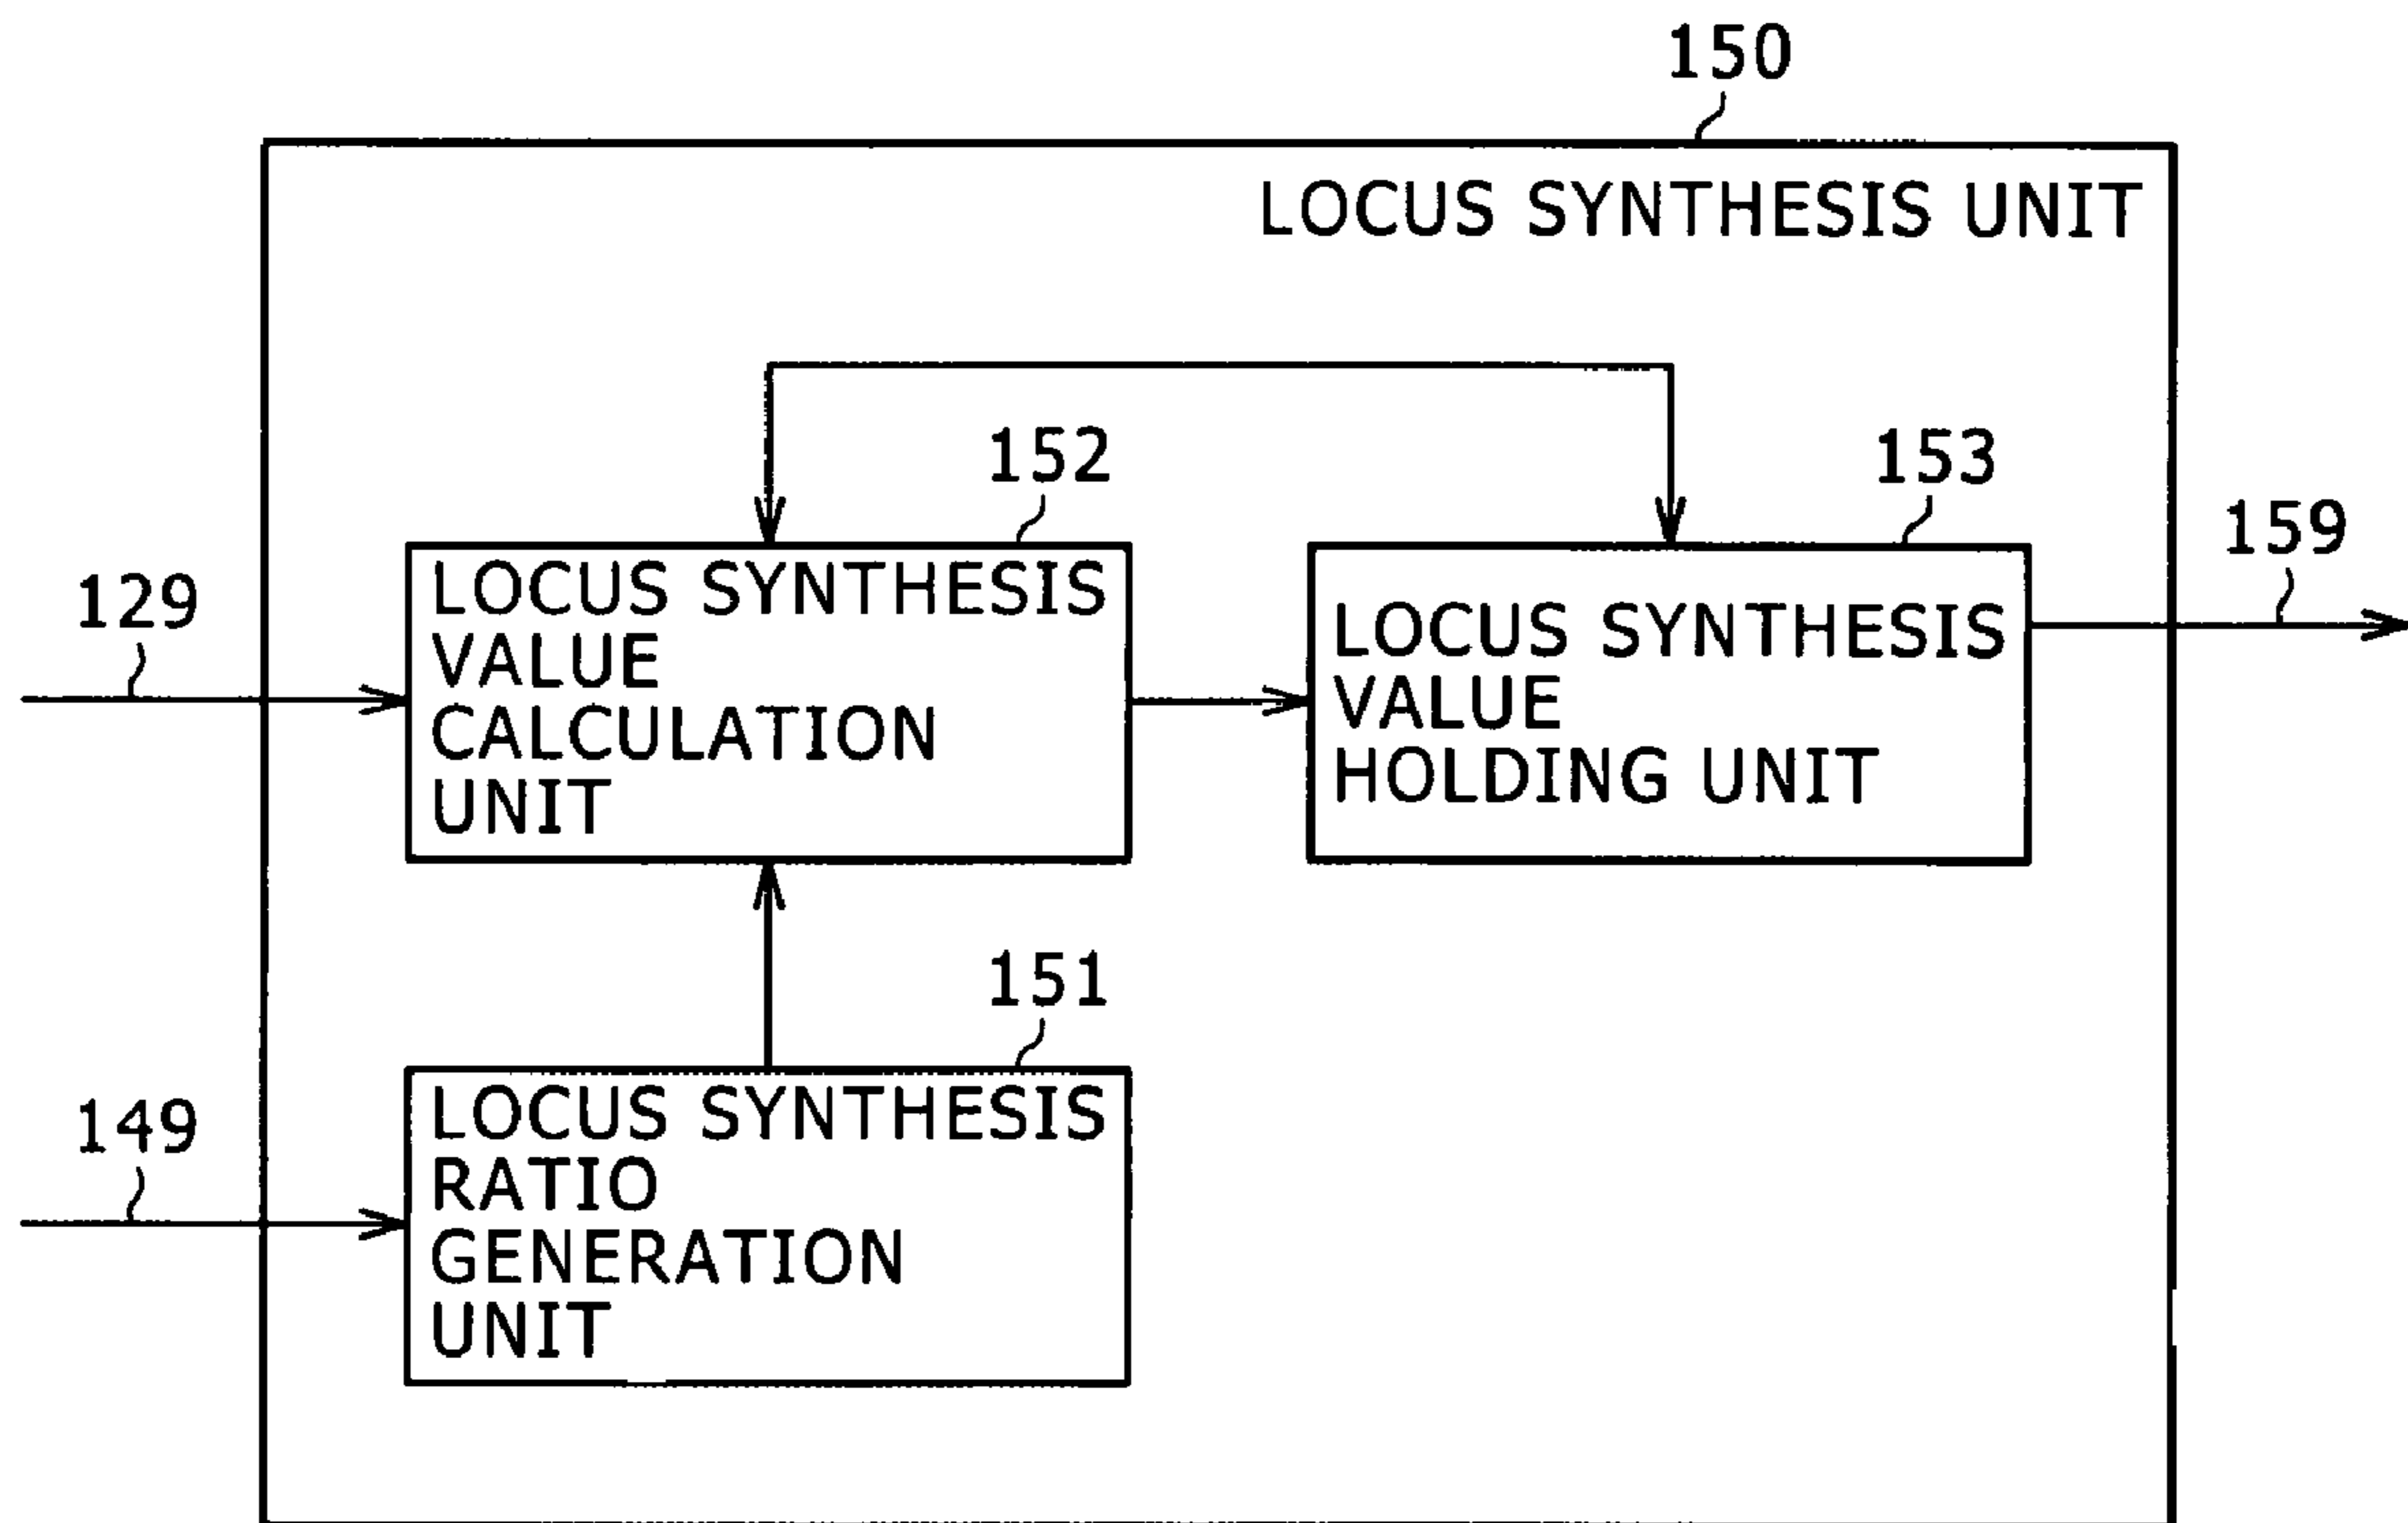 150
LOCUS SYNTHESIS UNIT
152
153
159
129
LOCUS SYNTHESIS
VALUE
CALCULATION
UNIT
LOCUS SYNTHESIS
VALUE
HOLDING UNIT
151
149
LOCUS SYNTHESIS
RATIO
GENERATION
UNIT